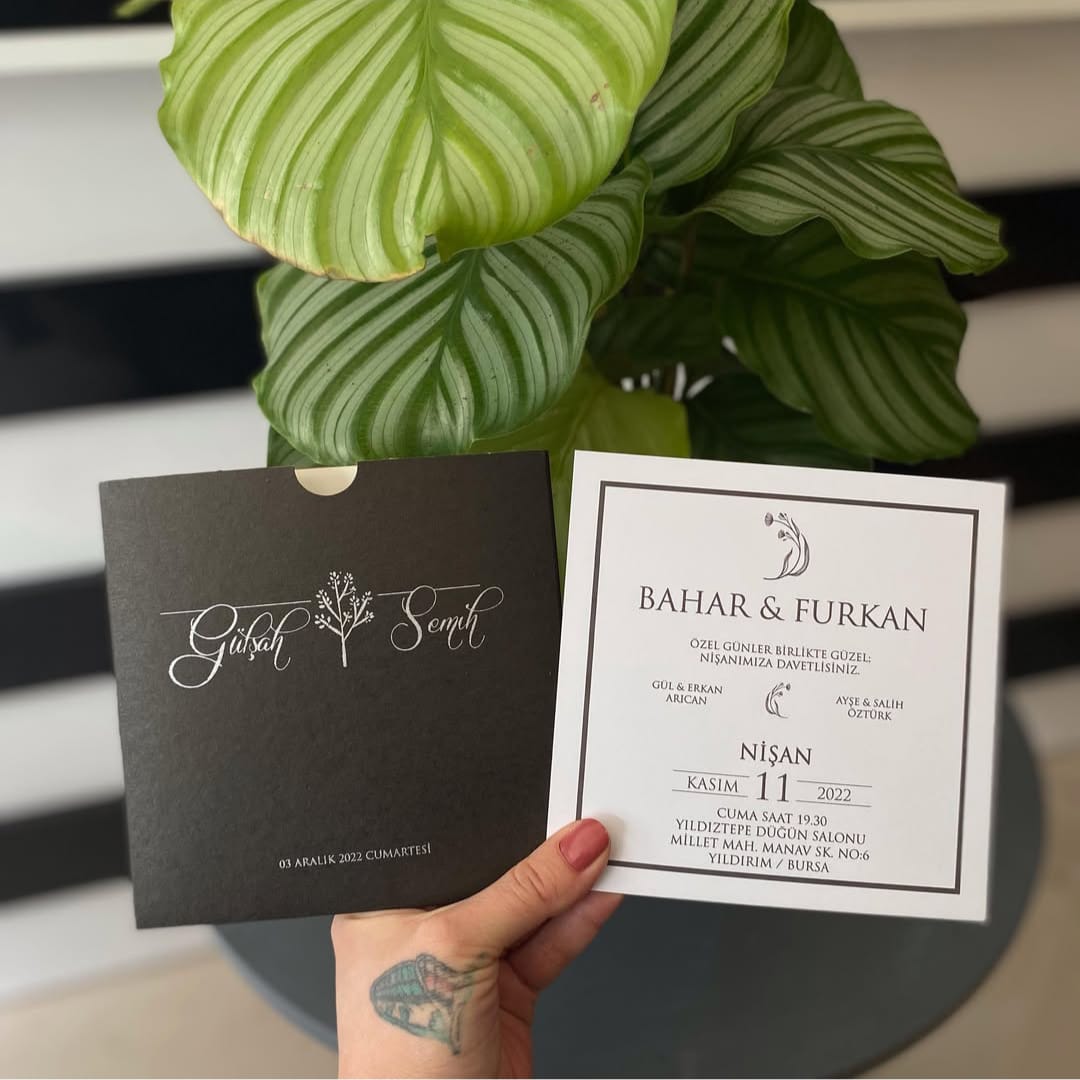 Gülşah Semih
03 ARALIK 2022 CUMARTESİ
BAHAR & FURKAN
ÖZEL GÜNLER BİRLİKTE GÜZEL;
NİŞANIMIZA DAVETLİSİNİZ.
GÜL & ERKAN
ARICAN
AYŞE & SALİH
ÖZTÜRK
NİŞAN
KASIM 11 2022
CUMA SAAT 19.30
YILDIZTEPE DÜĞÜN SALONU
MİLLET MAH. MANAV SK. NO:6
YILDIRIM / BURSA